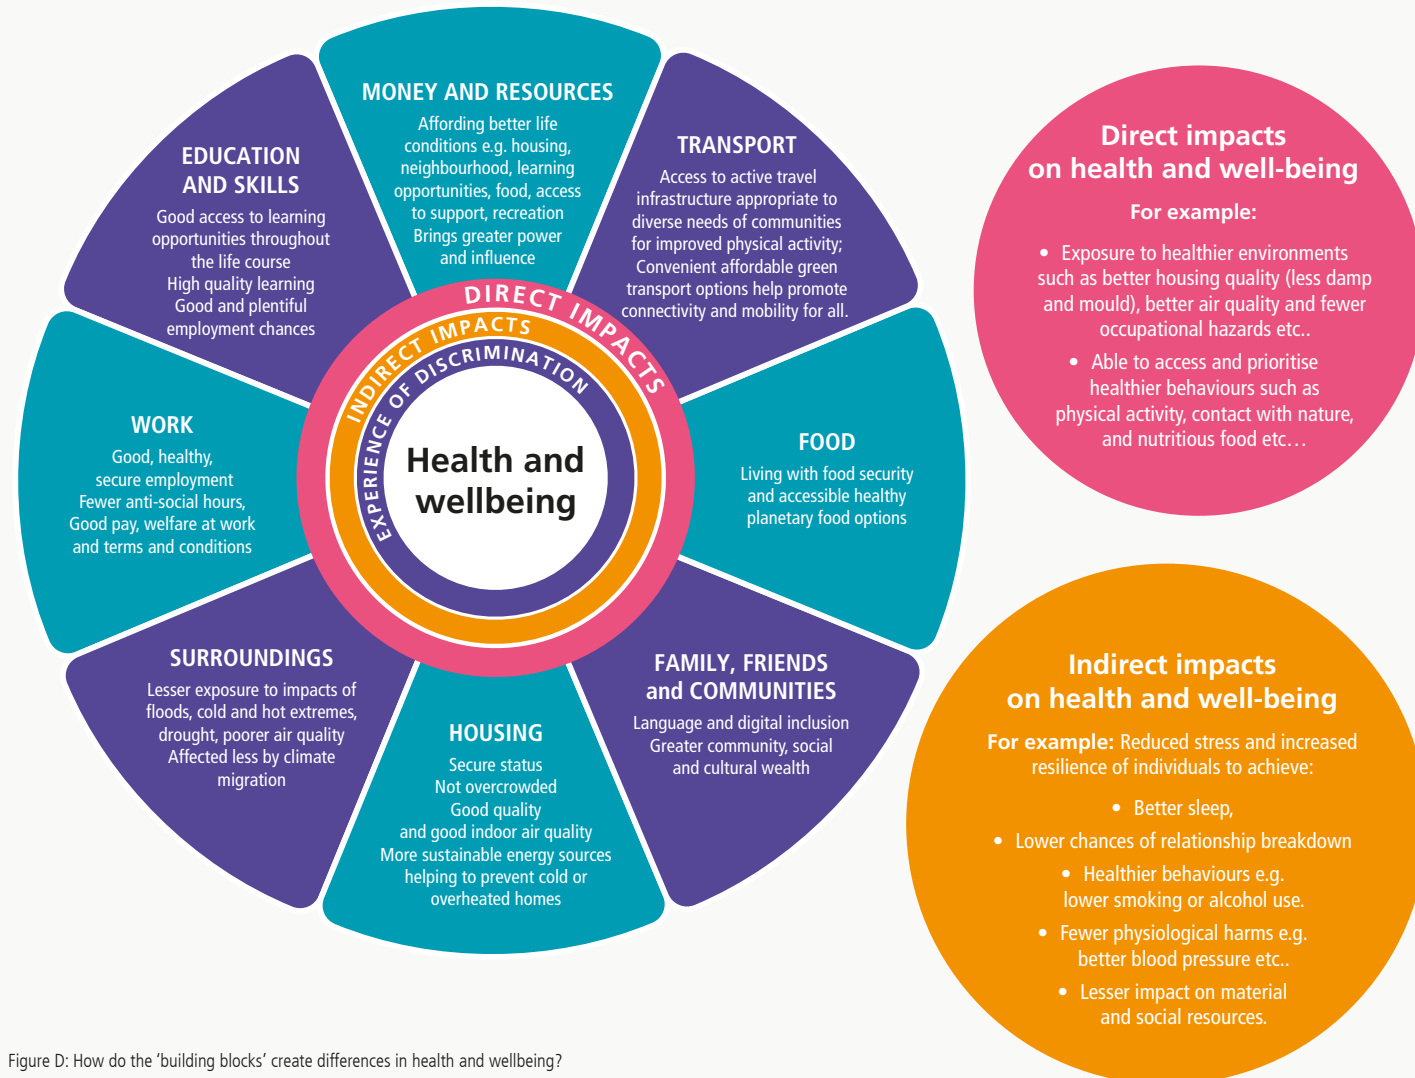 MONEY AND RESOURCES
Affording better life
conditions e.g. housing,
neighbourhood, learning
opportunities, food, access
to support, recreation
Brings greater power
and influence
TRANSPORT
Access to active travel
infrastructure appropriate to
diverse needs of communities
for improved physical activity;
Convenient affordable green
transport options help promote
connectivity and mobility for all.
FOOD
Living with food security
and accessible healthy
planetary food options
FAMILY, FRIENDS
and COMMUNITIES
Language and digital inclusion
Greater community, social
and cultural wealth
HOUSING
Secure status
Not overcrowded
Good quality
and good indoor air quality
More sustainable energy sources
helping to prevent cold or
overheated homes
SURROUNDINGS
Lesser exposure to impacts of
floods, cold and hot extremes,
drought, poorer air quality
Affected less by climate
migration
WORK
Good, healthy,
secure employment
Fewer anti-social hours,
Good pay, welfare at work
and terms and conditions
EDUCATION
AND SKILLS
Good access to learning
opportunities throughout
the life course
High quality learning
Good and plentiful
employment chances
DIRECT IMPACTS
INDIRECT IMPACTS
EXPERIENCE OF DISCRIMINATION
Health and
wellbeing
Direct impacts
on health and well-being
For example:
• Exposure to healthier environments
such as better housing quality (less damp
and mould), better air quality and fewer
occupational hazards etc..
• Able to access and prioritise
healthier behaviours such as
physical activity, contact with nature,
and nutritious food etc…
Indirect impacts
on health and well-being
For example: Reduced stress and increased
resilience of individuals to achieve:
• Better sleep,
• Lower chances of relationship breakdown
• Healthier behaviours e.g.
lower smoking or alcohol use.
• Fewer physiological harms e.g.
better blood pressure etc..
• Lesser impact on material
and social resources.
Figure D: How do the ‘building blocks’ create differences in health and wellbeing?